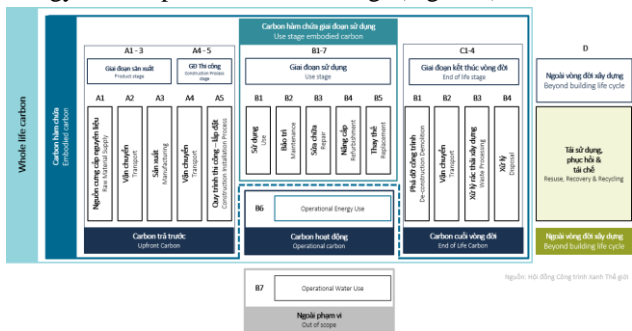 Carbon hàm chứa giai đoạn sử dụng
Use stage embodied carbon
Whole life carbon
Carbon hàm chứa
Embodied carbon
A1 - 3
Giai đoạn sản xuất
Product stage
A4 - 5
GĐ Thi công
Construction Process stage
B1-7
Giai đoạn sử dụng
Use stage
C1-4
Giai đoạn kết thúc vòng đời
End of life stage
D
Ngoài vòng đời xây dựng
Beyond building life cycle
A1
Nguồn cung cấp nguyên liệu
Raw Material Supply
A2
Vận chuyển
Transport
A3
Sản xuất
Manufacturing
A4
Vận chuyển
Transport
A5
Quy trình thi công – lắp đặt
Construction Installation Process
B1
Sử dụng
Use
B2
Bảo trì
Maintenance
B3
Sửa chữa
Repair
B4
Nâng cấp
Refurbishment
B5
Thay thế
Replacement
B1
Phá dỡ công trình
De-construction Demolition
B2
Vận chuyển
Transport
B3
Xử lý rác thải xây dựng
Waste Processing
B4
Xử lý
Disposal
Tái sử dụng,
phục hồi &
tái chế
Resuse, Recovery & Recycling
B6
Operational Energy Use
Carbon trả trước
Upfront Carbon
Carbon hoạt động
Operational carbon
Carbon cuối vòng đời
End of Life Carbon
Ngoài vòng đời xây dựng
Beyond building life cycle
B7
Operational Water Use
Ngoài phạm vi
Out of scope
Nguồn: Hội đồng Công trình Xanh Thế giới